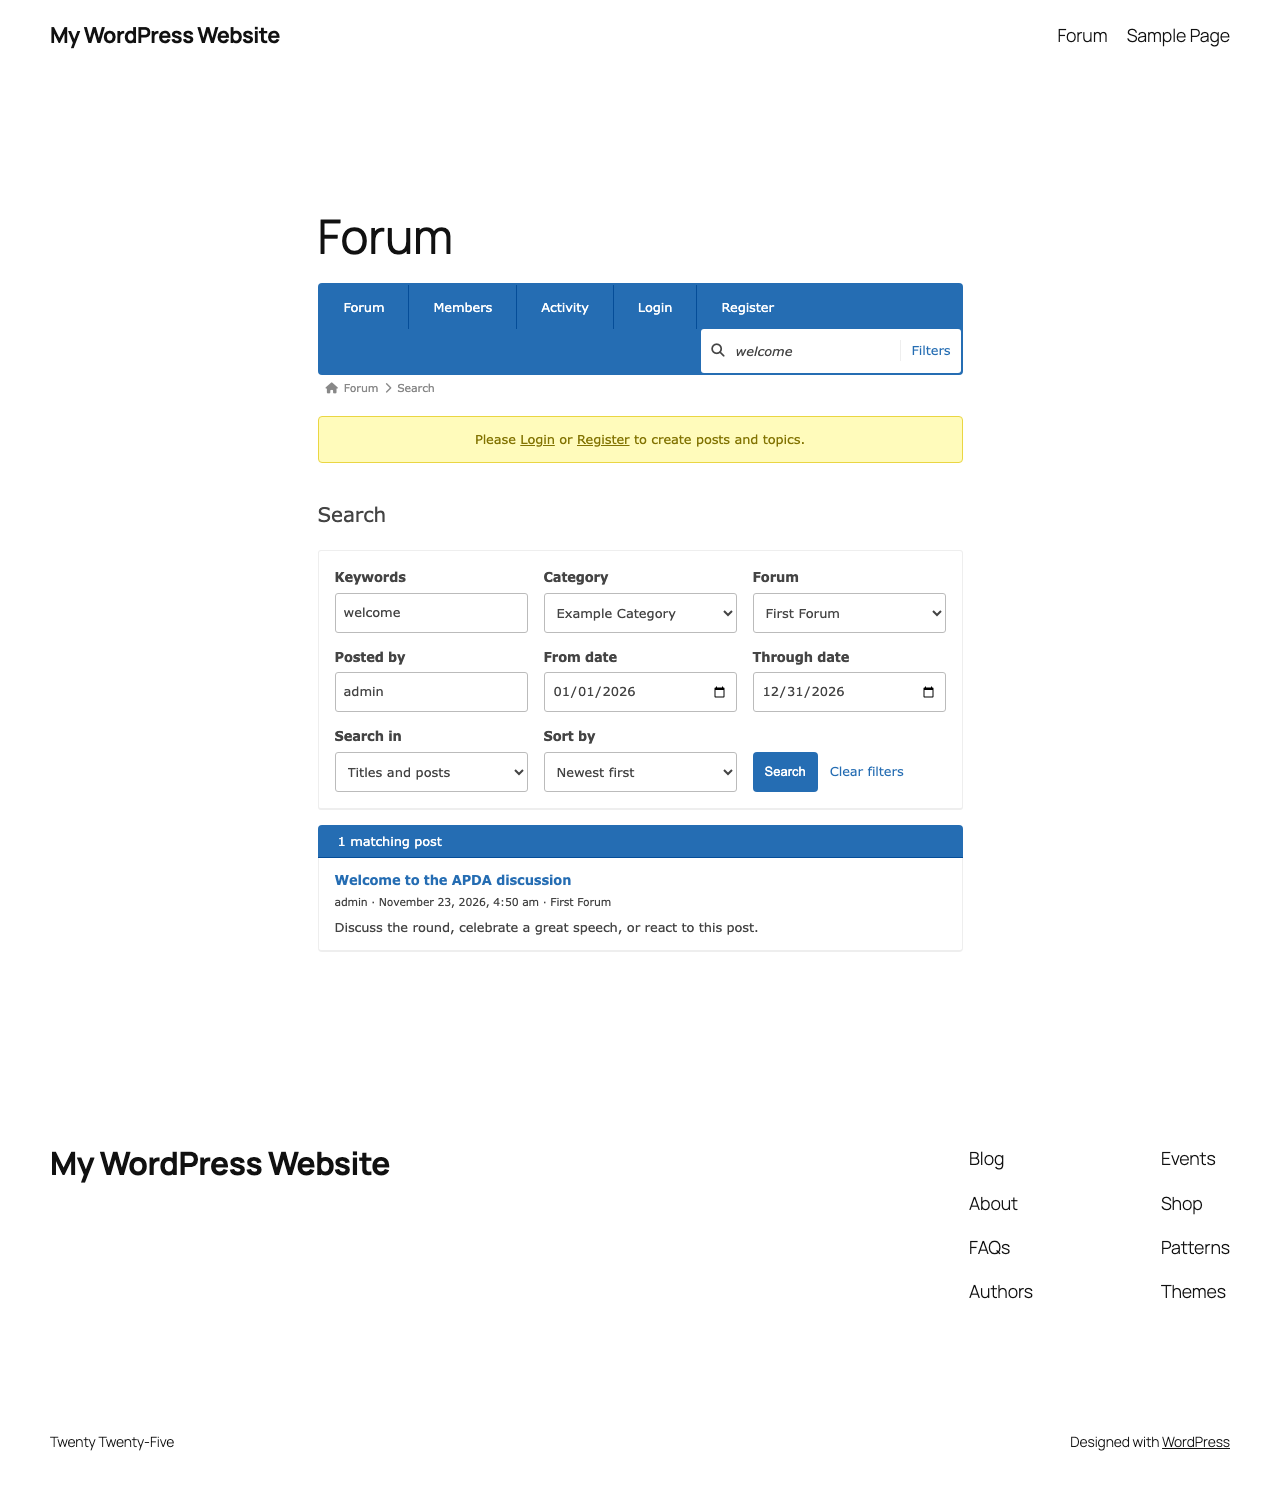 My WordPress Website
Forum Sample Page
Forum
Forum Members Activity Login Register
welcome Filters
Forum Search
Please Login or Register to create posts and topics.
Search
Keywords Category Forum
welcome Example Category First Forum
Posted by From date Through date
admin 01/01/2026 12/31/2026
Search in Sort by
Titles and posts Newest first Search Clear filters
1 matching post
Welcome to the APDA discussion
admin · November 23, 2026, 4:50 am · First Forum
Discuss the round, celebrate a great speech, or react to this post.
My WordPress Website
Blog Events
About Shop
FAQs Patterns
Authors Themes
Twenty Twenty-Five
Designed with WordPress